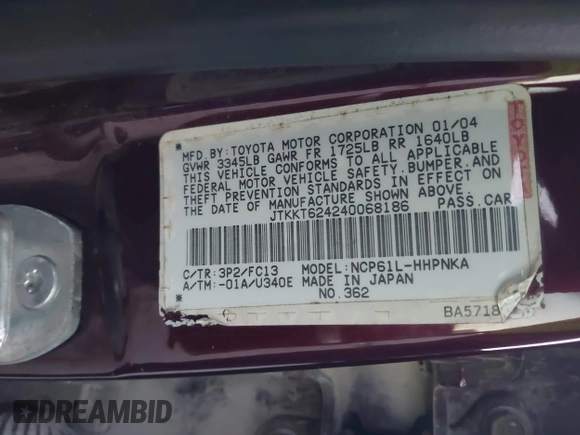 MFD. BY: TOYOTA MOTOR CORPORATION 01/04
GVWR 3345LB GAWR FR 1725LB RR 1640LB
THIS VEHICLE CONFORMS TO ALL APPLICABLE
FEDERAL MOTOR VEHICLE SAFETY, BUMPER, AND
THEFT PREVENTION STANDARDS IN EFFECT ON
THE DATE OF MANUFACTURE SHOWN ABOVE.
JTKKT624240068186 PASS. CAR
TOYOTA
C/TR: 3P2/FC13 MODEL: NCP61L-HHPNKA
A/TM: -01A/U340E MADE IN JAPAN
NO. 362
BA5718
DREAMBID